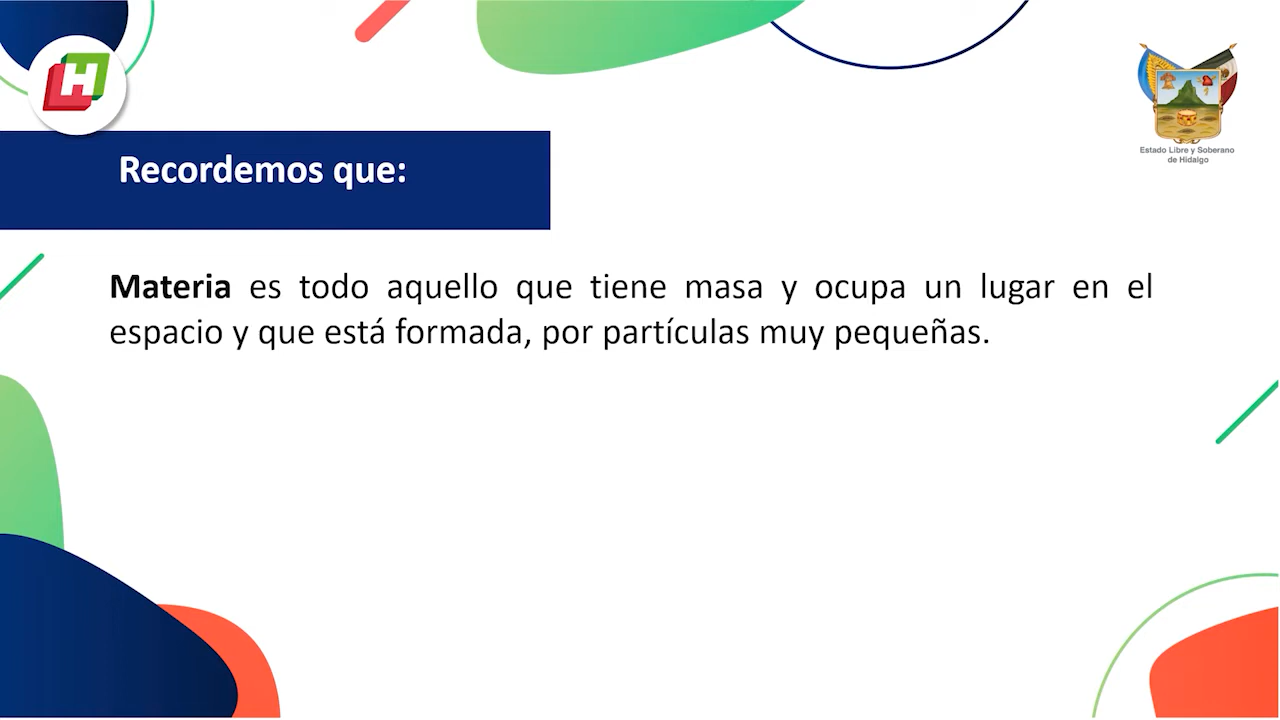 H
Estado Libre y Soberano
de Hidalgo
Recordemos que:
Materia es todo aquello que tiene masa y ocupa un lugar en el
espacio y que está formada, por partículas muy pequeñas.